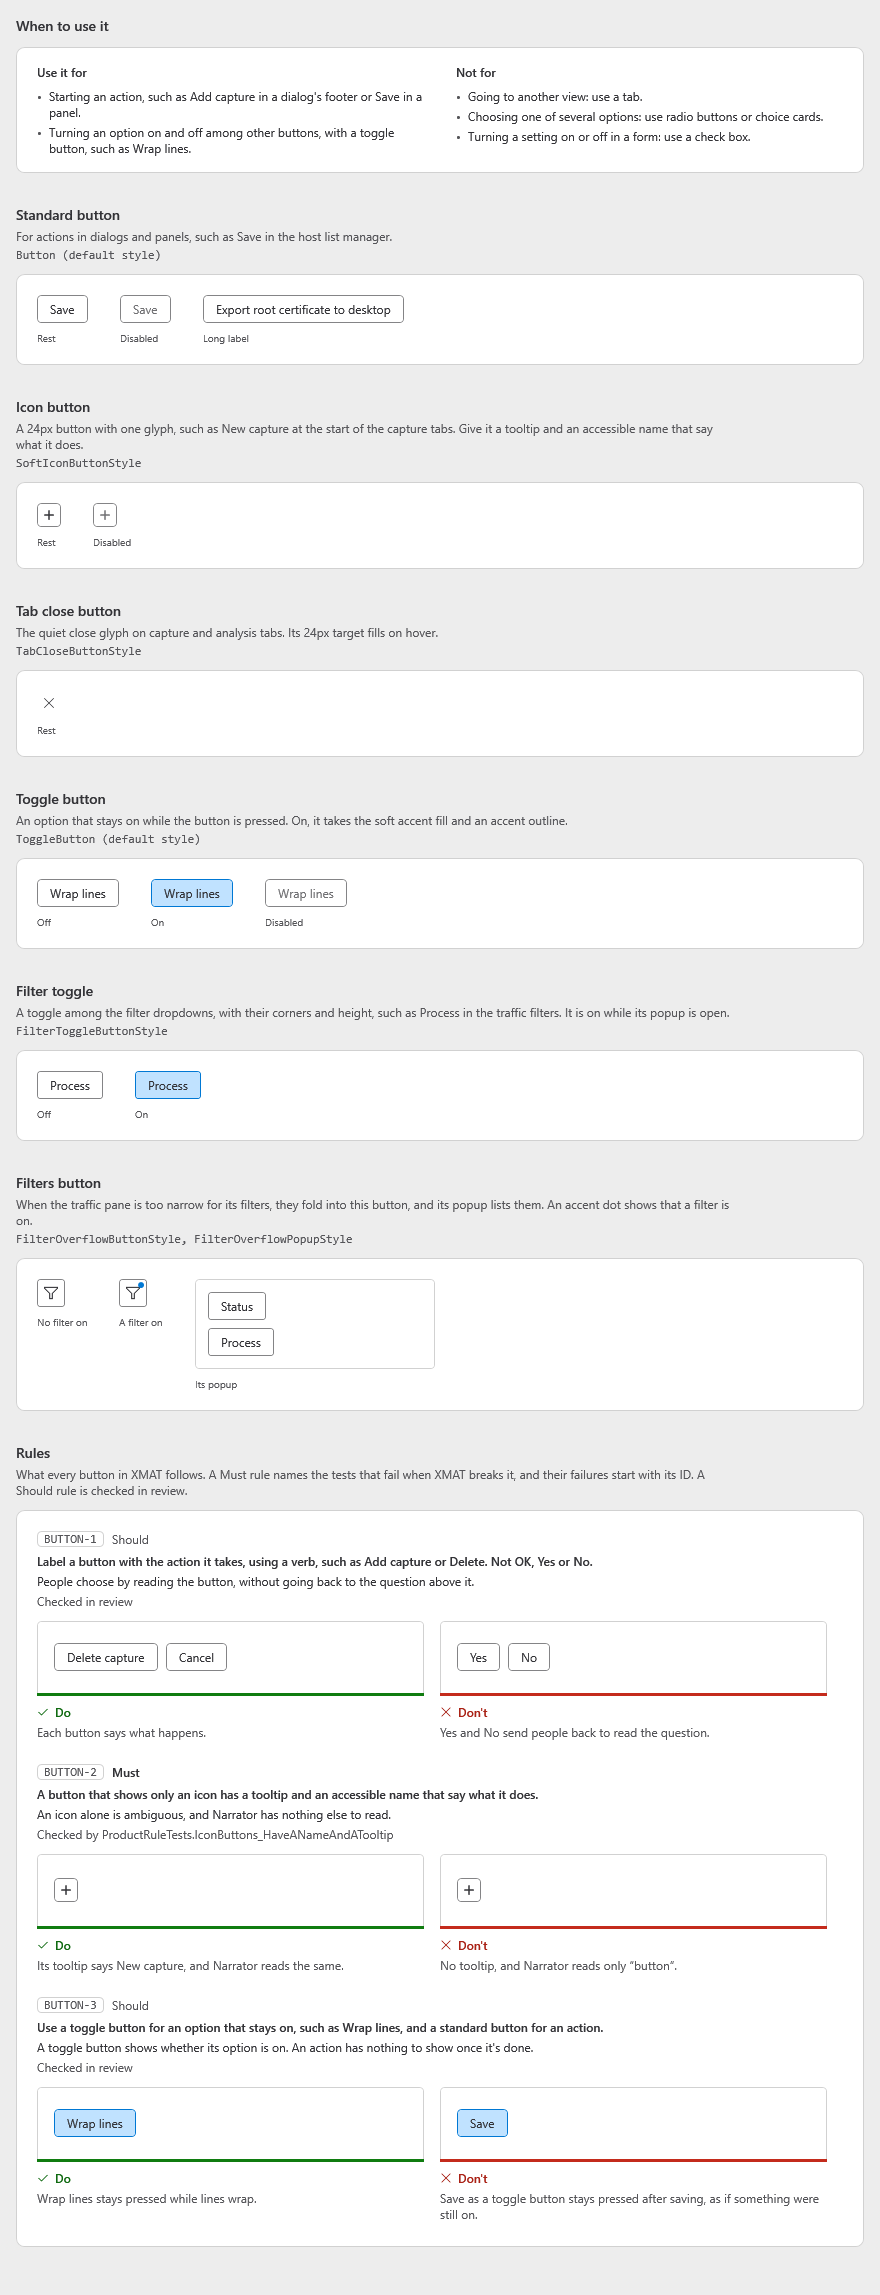 When to use it
Use it for
• Starting an action, such as Add capture in a dialog's footer or Save in a
panel.
• Turning an option on and off among other buttons, with a toggle
button, such as Wrap lines.
Not for
• Going to another view: use a tab.
• Choosing one of several options: use radio buttons or choice cards.
• Turning a setting on or off in a form: use a check box.
Standard button
For actions in dialogs and panels, such as Save in the host list manager.
Button (default style)
Save
Save
Export root certificate to desktop
Rest
Disabled
Long label
Icon button
A 24px button with one glyph, such as New capture at the start of the capture tabs. Give it a tooltip and an accessible name that say
what it does.
SoftIconButtonStyle
Rest
Disabled
Tab close button
The quiet close glyph on capture and analysis tabs. Its 24px target fills on hover.
TabCloseButtonStyle
Rest
Toggle button
An option that stays on while the button is pressed. On, it takes the soft accent fill and an accent outline.
ToggleButton (default style)
Wrap lines
Wrap lines
Wrap lines
Off
On
Disabled
Filter toggle
A toggle among the filter dropdowns, with their corners and height, such as Process in the traffic filters. It is on while its popup is open.
FilterToggleButtonStyle
Process
Process
Off
On
Filters button
When the traffic pane is too narrow for its filters, they fold into this button, and its popup lists them. An accent dot shows that a filter is
on.
FilterOverflowButtonStyle, FilterOverflowPopupStyle
Status
Process
No filter on
A filter on
Its popup
Rules
What every button in XMAT follows. A Must rule names the tests that fail when XMAT breaks it, and their failures start with its ID. A
Should rule is checked in review.
BUTTON-1 Should
Label a button with the action it takes, using a verb, such as Add capture or Delete. Not OK, Yes or No.
People choose by reading the button, without going back to the question above it.
Checked in review
Delete capture
Cancel
Do
Each button says what happens.
Yes
No
Don't
Yes and No send people back to read the question.
BUTTON-2 Must
A button that shows only an icon has a tooltip and an accessible name that say what it does.
An icon alone is ambiguous, and Narrator has nothing else to read.
Checked by ProductRuleTests.IconButtons_HaveANameAndATooltip
Do
Its tooltip says New capture, and Narrator reads the same.
Don't
No tooltip, and Narrator reads only “button”.
BUTTON-3 Should
Use a toggle button for an option that stays on, such as Wrap lines, and a standard button for an action.
A toggle button shows whether its option is on. An action has nothing to show once it's done.
Checked in review
Wrap lines
Do
Wrap lines stays pressed while lines wrap.
Save
Don't
Save as a toggle button stays pressed after saving, as if something were
still on.